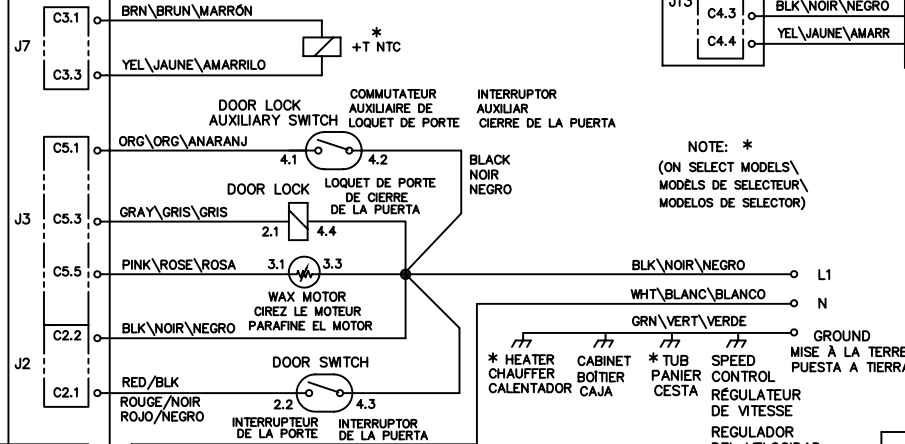 C3.1
BRN\BRUN\MARRÓN
J7
*
+T NTC
C3.3
YEL\JAUNE\AMARRILO
J13
C4.3
BLK\NOIR\NEGRO
C4.4
YEL\JAUNE\AMARR
DOOR LOCK
AUXILIARY SWITCH
COMMUTATEUR
AUXILIAIRE DE
LOQUET DE PORTE
INTERRUPTOR
AUXILIAR
CIERRE DE LA PUERTA
C5.1
ORG\ORG\ANARANJ
4.1
4.2
BLACK
NOIR
NEGRO
NOTE: *
(ON SELECT MODELS\
MODÈLS DE SELECTEUR\
MODELOS DE SELECTOR)
DOOR LOCK
LOQUET DE PORTE
DE CIERRE
DE LA PUERTA
J3
C5.3
GRAY\GRIS\GRIS
2.1
4.4
C5.5
PINK\ROSE\ROSA
3.1
3.3
WAX MOTOR
CIREZ LE MOTEUR
PARAFINE EL MOTOR
BLK\NOIR\NEGRO
L1
WHT\BLANC\BLANCO
N
GRN\VERT\VERDE
GROUND
MISE À LA TERRE
PUESTA A TIERRA
C2.2
BLK\NOIR\NEGRO
J2
DOOR SWITCH
C2.1
RED/BLK
ROUGE/NOIR
ROJO/NEGRO
2.2
4.3
INTERRUPTEUR
DE LA PORTE
INTERRUPTOR
DE LA PUERTA
* HEATER
CHAUFFER
CALENTADOR
CABINET
BOÎTIER
CAJA
* TUB
PANIER
CESTA
SPEED
CONTROL
RÉGULATEUR
DE VITESSE
REGULADOR
DEL VELOCIDAD